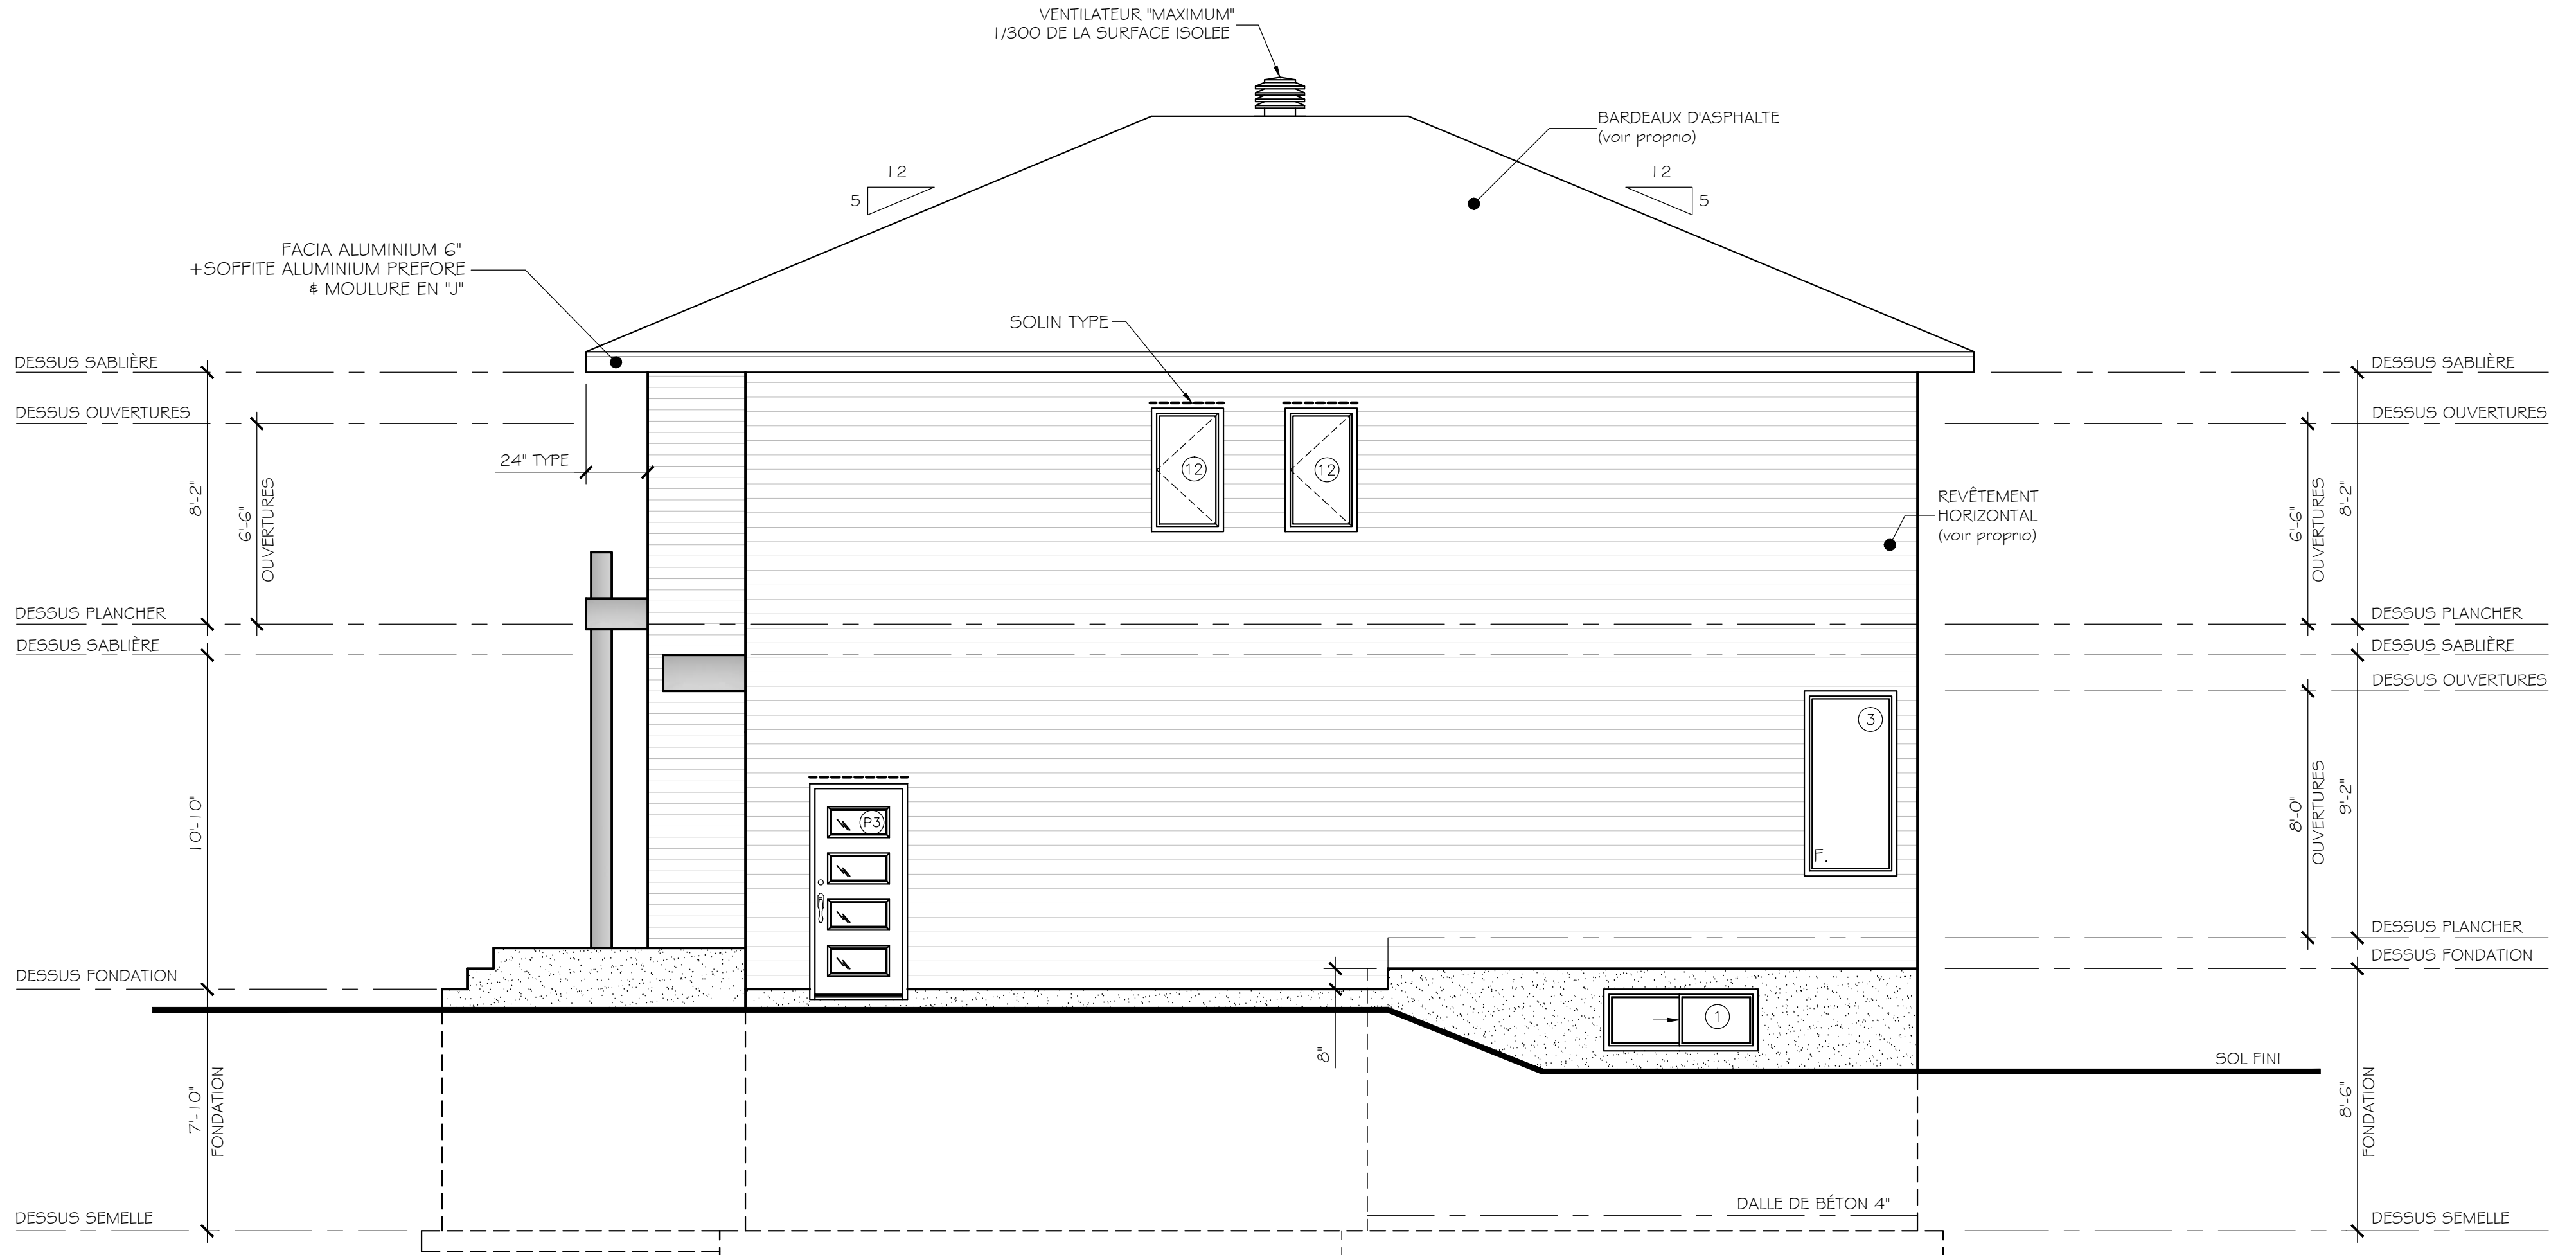 VENTILATEUR "MAXIMUM"
1/300 DE LA SURFACE ISOLEE
BARDEAUX D'ASPHALTE
(voir proprio)
12
5
12
5
FACIA ALUMINIUM 6"
+SOFFITE ALUMINIUM PREFORE
& MOULURE EN "J"
SOLIN TYPE
DESSUS SABLIÈRE
DESSUS OUVERTURES
24" TYPE
8'-2"
6'-6"
OUVERTURES
DESSUS PLANCHER
DESSUS SABLIÈRE
10'-10"
DESSUS FONDATION
7'-10"
FONDATION
DESSUS SEMELLE
12
12
P3
3
F.
1
8"
REVÊTEMENT
HORIZONTAL
(voir proprio)
SOL FINI
DALLE DE BÉTON 4"
DESSUS SABLIÈRE
DESSUS OUVERTURES
6'-6"
OUVERTURES
8'-2"
DESSUS PLANCHER
DESSUS SABLIÈRE
DESSUS OUVERTURES
8'-0"
OUVERTURES
9'-2"
DESSUS PLANCHER
DESSUS FONDATION
8'-6"
FONDATION
DESSUS SEMELLE